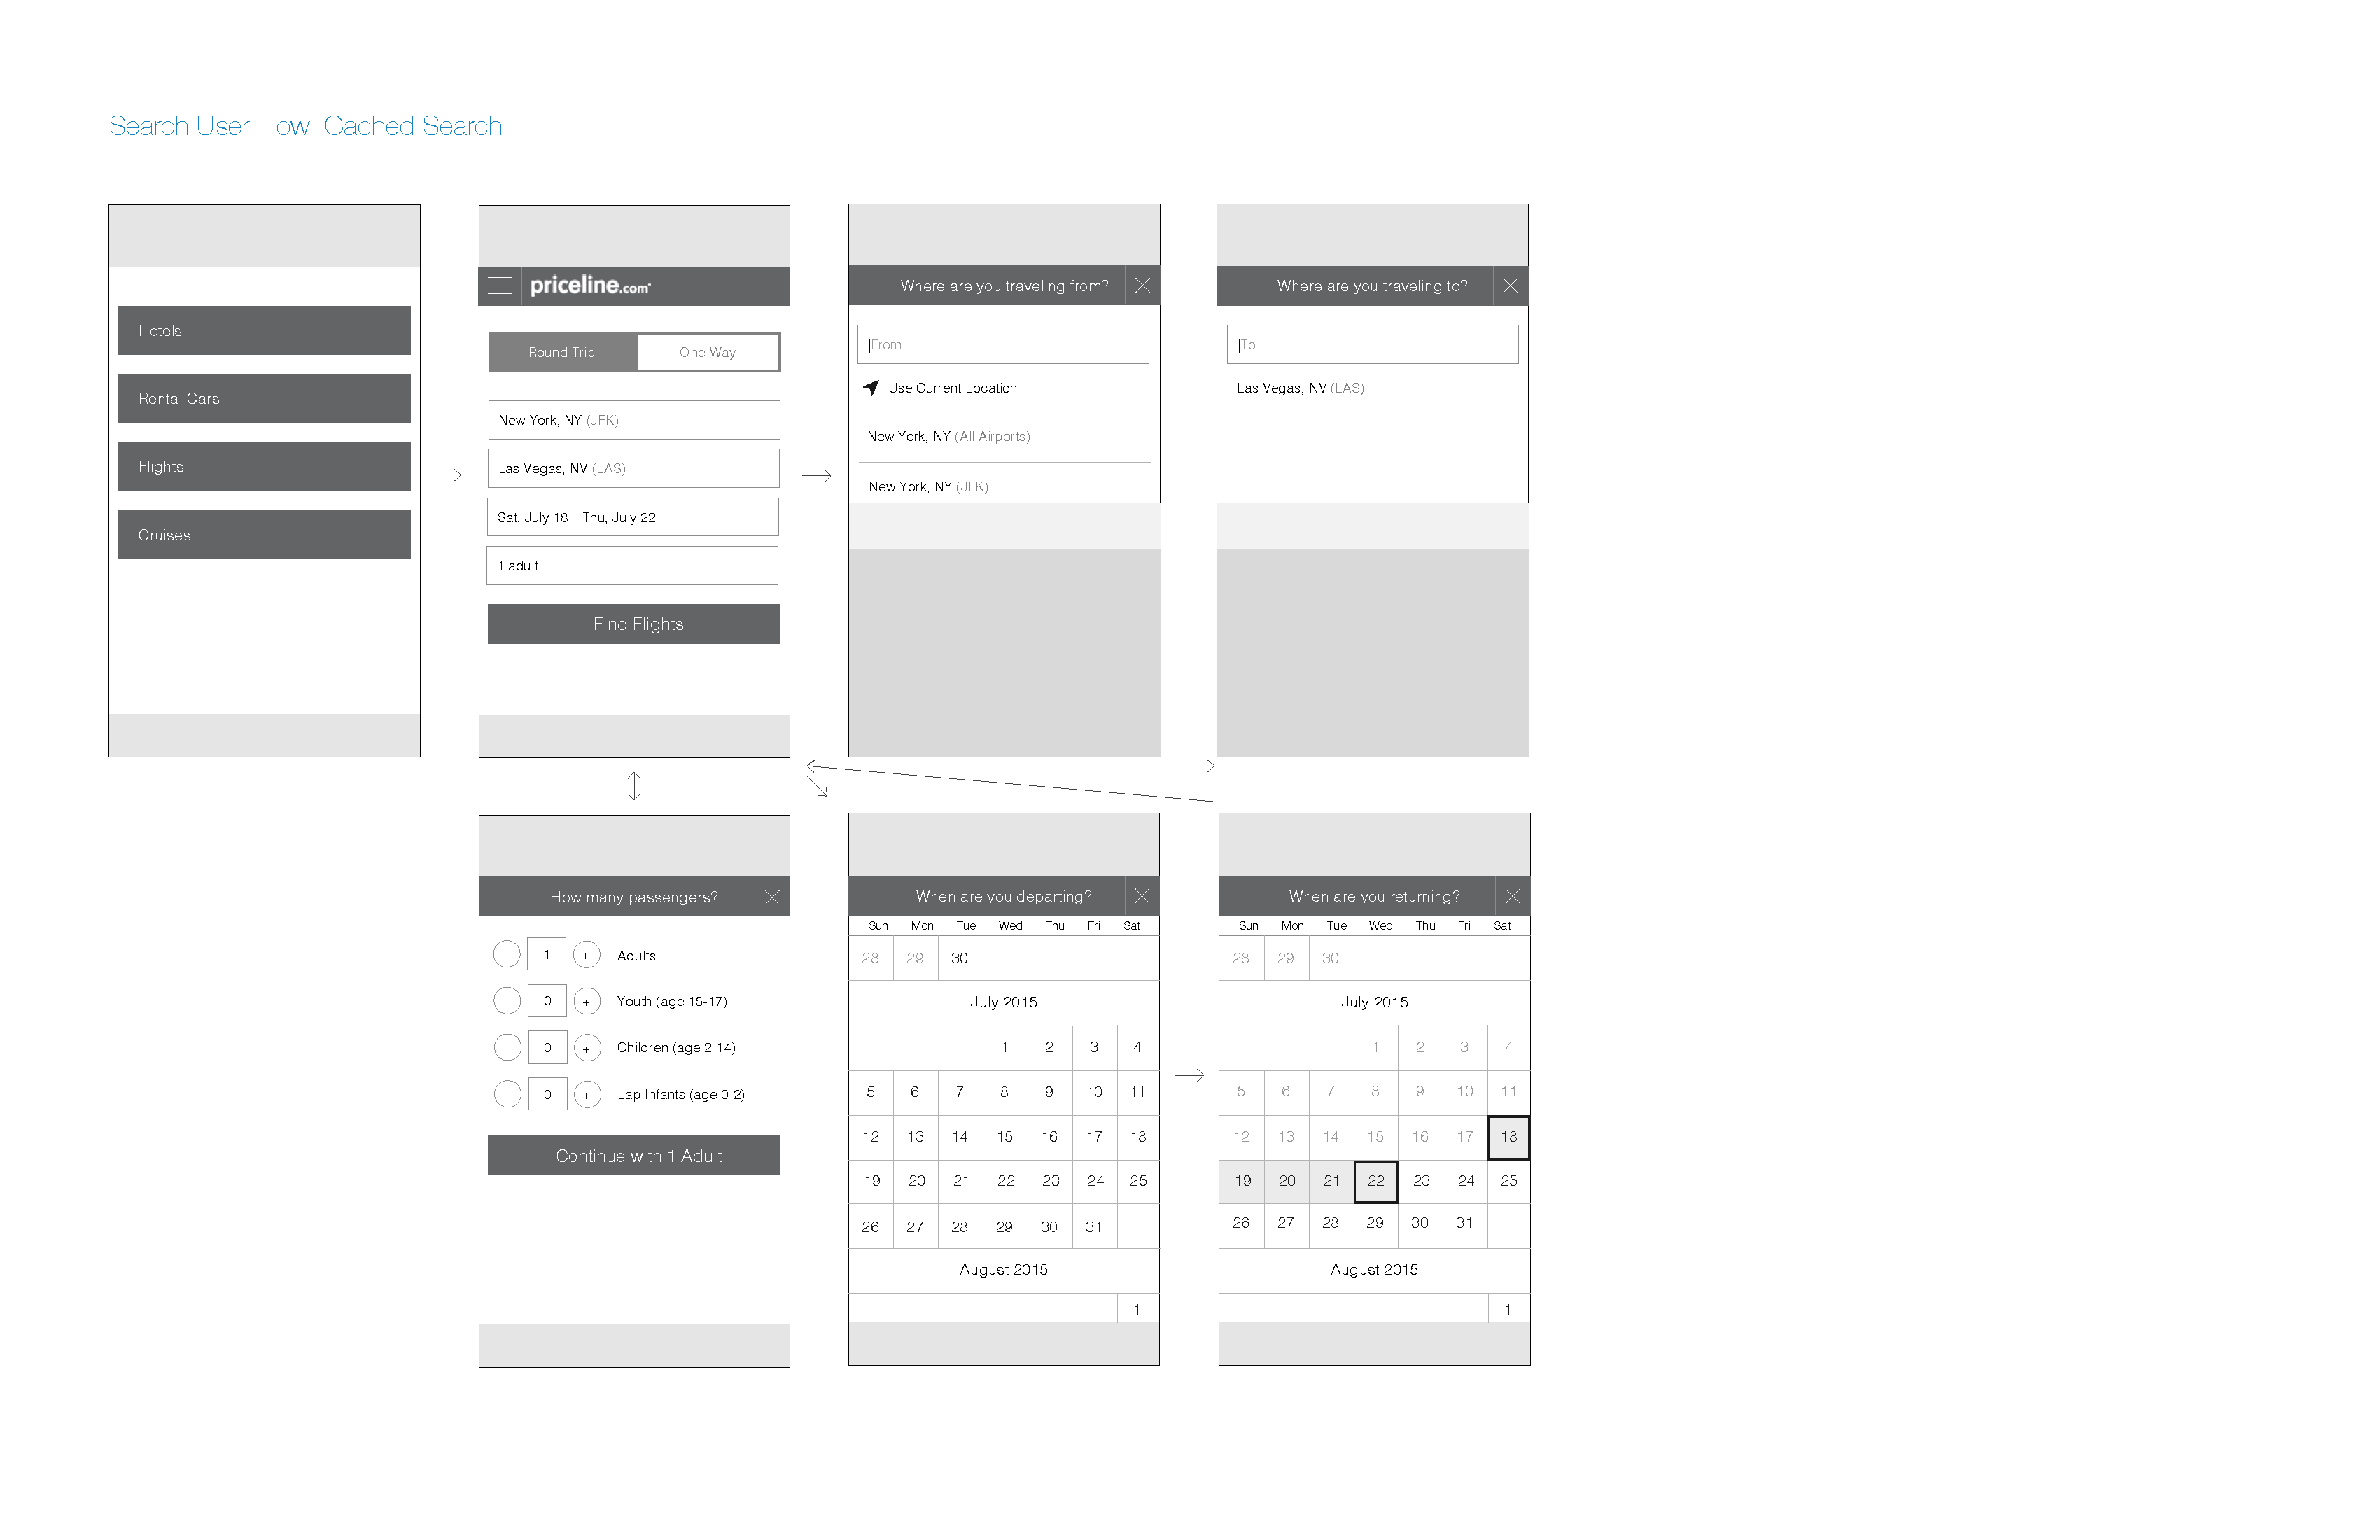 Search User Flow: Cached Search
Hotels
Rental Cars
Flights
Cruises
priceline.com
Round Trip One Way
New York, NY (JFK)
Las Vegas, NV (LAS)
Sat, July 18 – Thu, July 22
1 adult
Find Flights
Where are you traveling from?
From
Use Current Location
New York, NY (All Airports)
New York, NY (JFK)
Where are you traveling to?
To
Las Vegas, NV (LAS)
How many passengers?
– 1 + Adults
– 0 + Youth (age 15-17)
– 0 + Children (age 2-14)
– 0 + Lap Infants (age 0-2)
Continue with 1 Adult
When are you departing?
Sun Mon Tue Wed Thu Fri Sat
28 29 30
July 2015
1 2 3 4
5 6 7 8 9 10 11
12 13 14 15 16 17 18
19 20 21 22 23 24 25
26 27 28 29 30 31
August 2015
1
When are you returning?
Sun Mon Tue Wed Thu Fri Sat
28 29 30
July 2015
1 2 3 4
5 6 7 8 9 10 11
12 13 14 15 16 17 18
19 20 21 22 23 24 25
26 27 28 29 30 31
August 2015
1